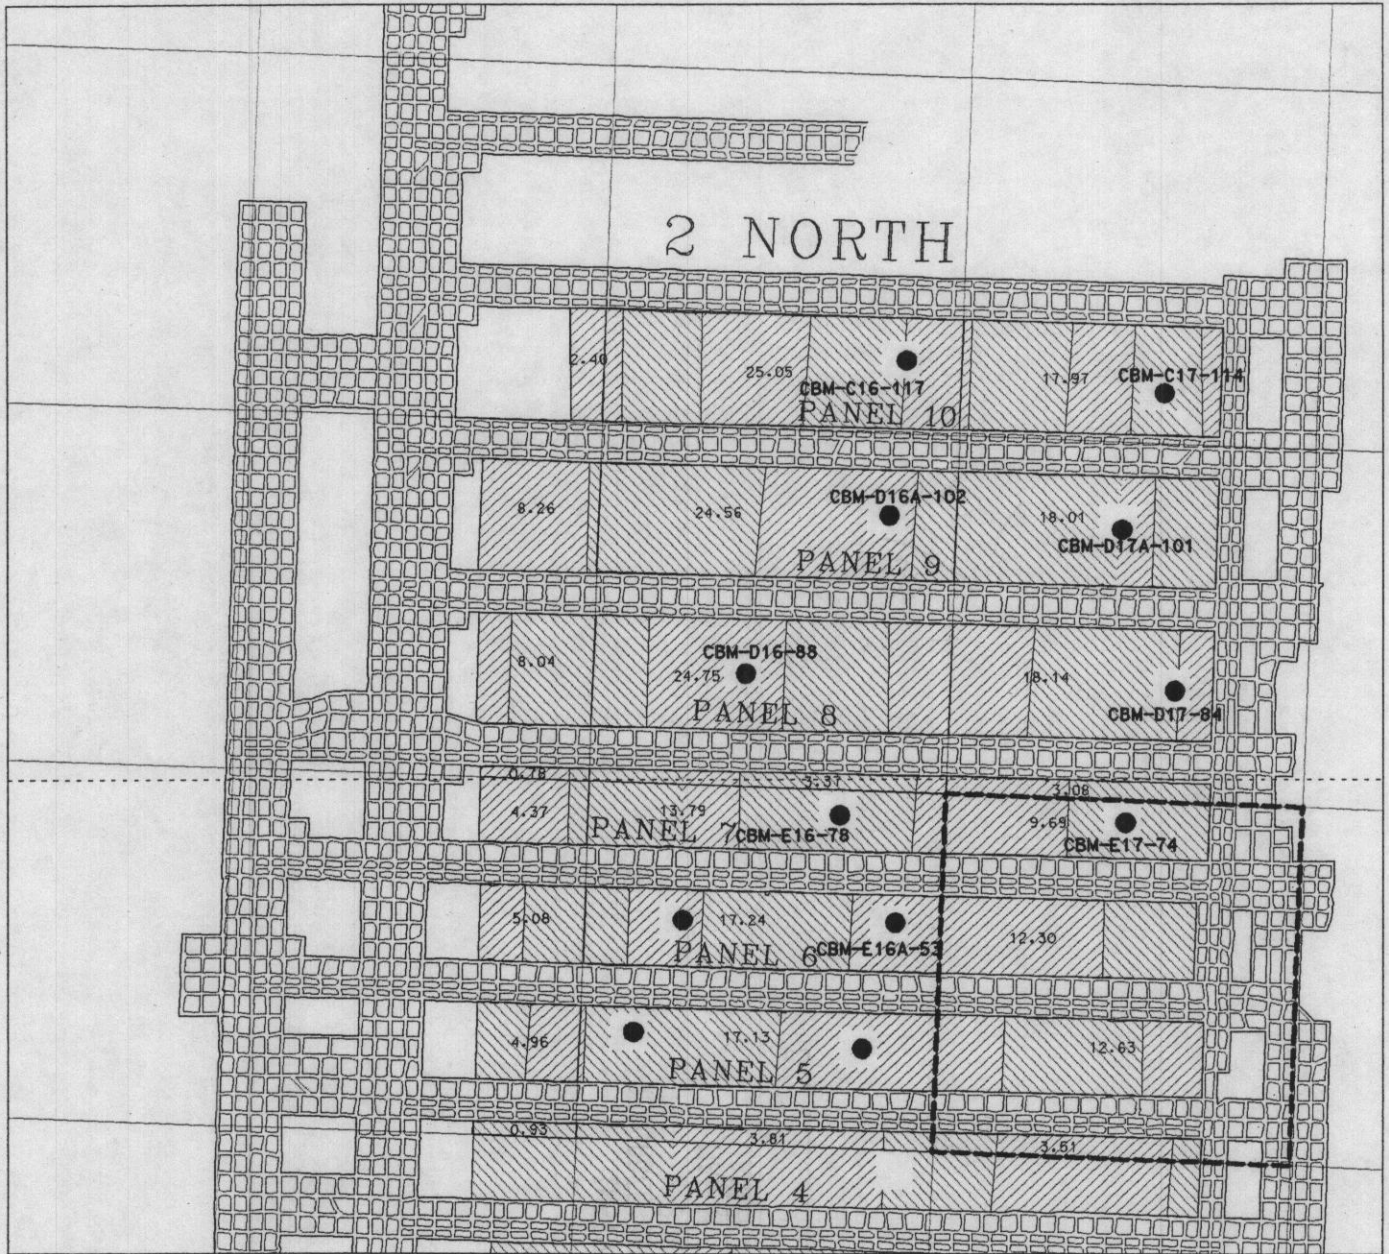 2 NORTH
2.40
25.05
17.97
CBM-C16-117
CBM-C17-114
PANEL 10
8.26
24.56
CBM-D16A-102
18.01
CBM-D17A-101
PANEL 9
8.04
CBM-D16-88
24.75
18.14
PANEL 8
CBM-D17-84
0.78
3.37
3.08
4.37
13.79
9.69
PANEL 7
CBM-E16-78
CBM-E17-74
5.08
17.24
12.30
PANEL 6
CBM-E16A-53
4.96
17.13
12.63
PANEL 5
0.93
3.81
3.51
PANEL 4